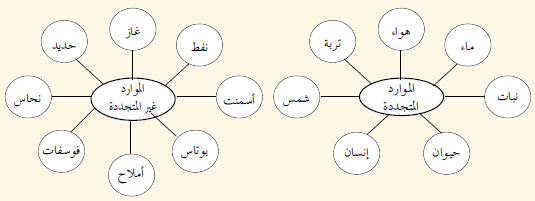 الموارد
المتجددة
هواء
ماء
نبات
حيوان
إنسان
شمس
تربة
الموارد
غير المتجددة
غاز
نفط
أسمنت
بوتاس
أملاح
فوسفات
نحاس
حديد